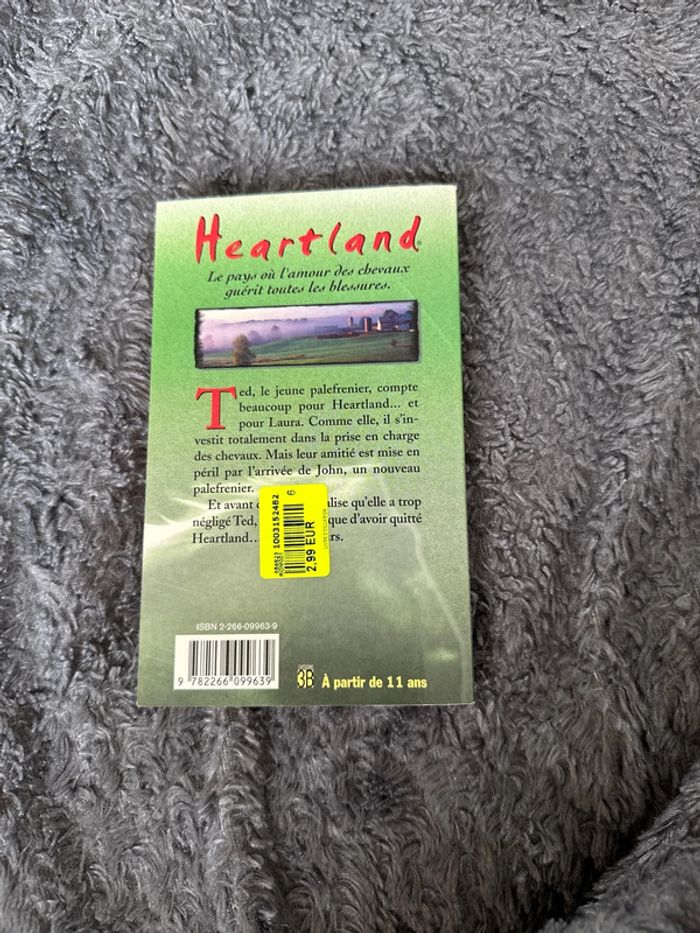 Heartland®
Le pays où l'amour des chevaux
guérit toutes les blessures.
Ted, le jeune palefrenier, compte
beaucoup pour Heartland... et
pour Laura. Comme elle, il s'in-
vestit totalement dans la prise en charge
des chevaux. Mais leur amitié est mise en
péril par l'arrivée de John, un nouveau
palefrenier.
Et avant alise qu'elle a trop
négligé Ted, que d'avoir quitté
Heartland... rs.
6
1003152482
2,99 EUR
ISBN 2-266-09963-9
9 782266 099639
3B
À partir de 11 ans